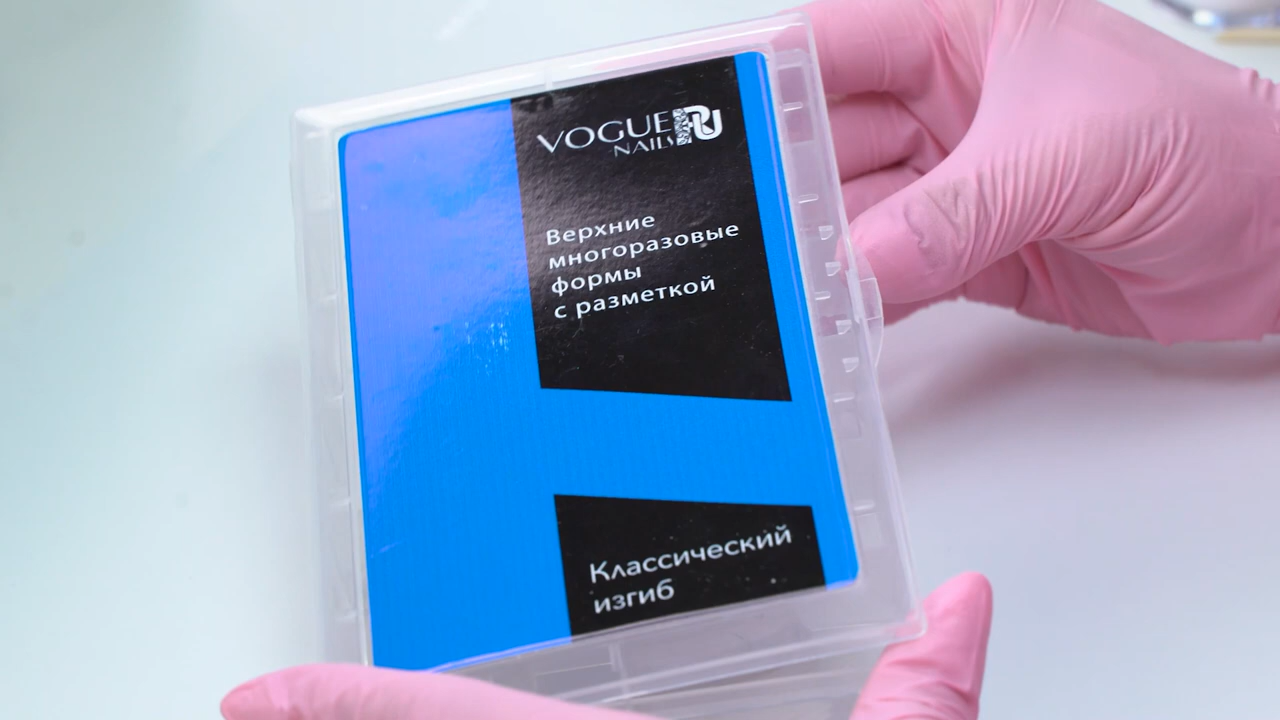 VOGUE RU
NAILS
Верхние
многоразовые
формы
с разметкой
Классический
изгиб